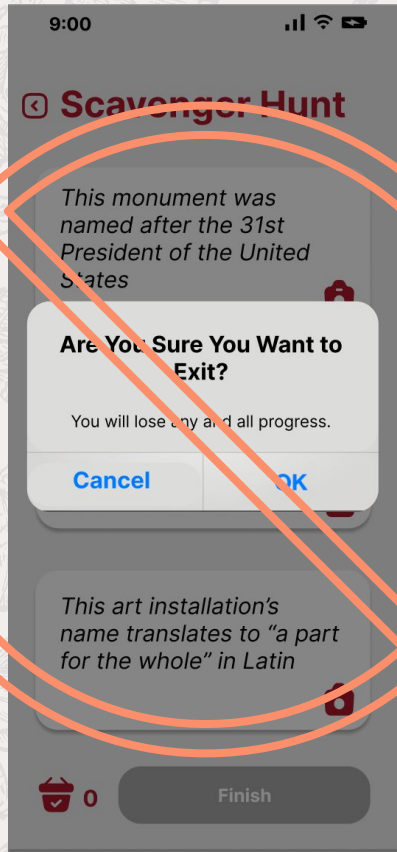 9:00
Scavenger Hunt
This monument was
named after the 31st
President of the United
States
Are You Sure You Want to
Exit?
You will lose any and all progress.
Cancel
OK
This art installation's
name translates to “a part
for the whole” in Latin
0
Finish